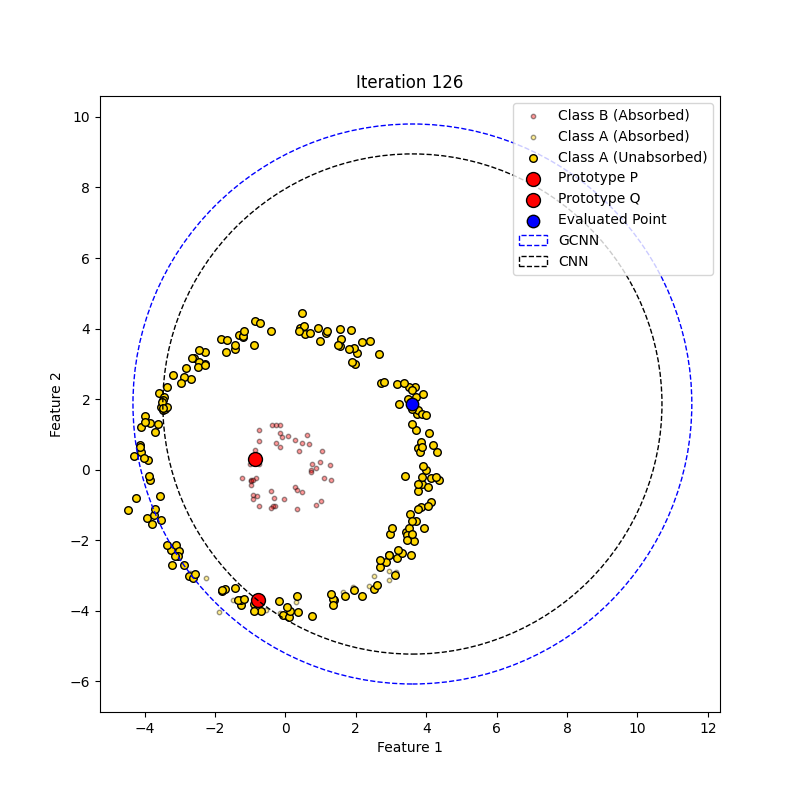 Iteration 126
Class B (Absorbed)
Class A (Absorbed)
Class A (Unabsorbed)
Prototype P
Prototype Q
Evaluated Point
GCNN
CNN
10
8
6
4
2
0
−2
−4
−6
Feature 2
−4 −2 0 2 4 6 8 10 12
Feature 1